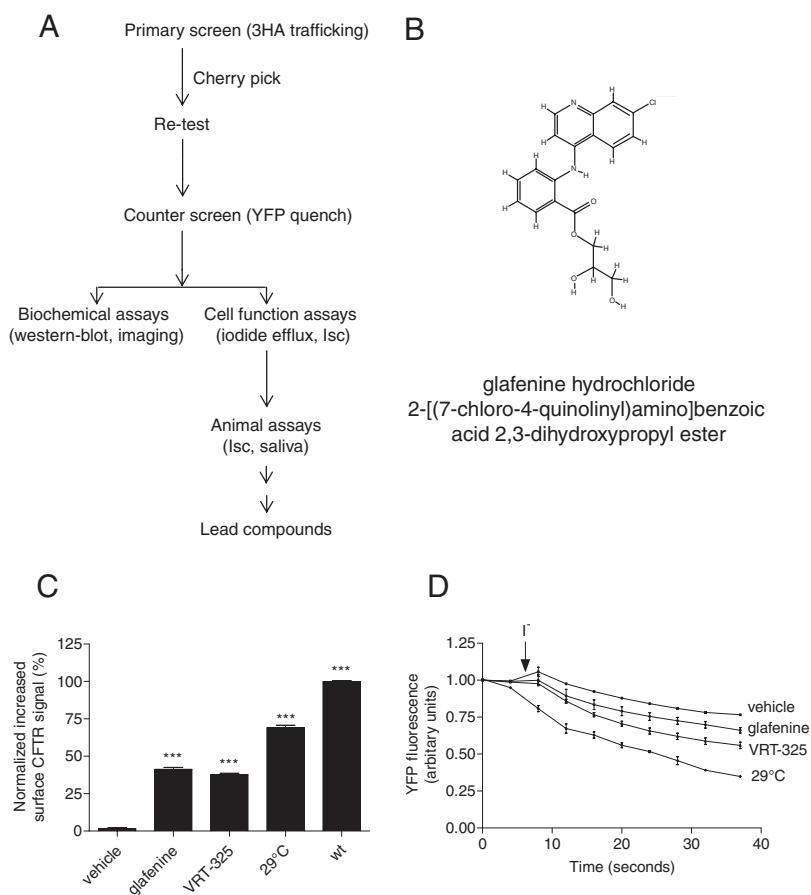 A
Primary screen (3HA trafficking)
Cherry pick
Re-test
Counter screen (YFP quench)
Biochemical assays
(western-blot, imaging)
Cell function assays
(iodide efflux, Isc)
Animal assays
(Isc, saliva)
Lead compounds
B
H
N
H
Cl
H
H
H
H
H
N
H
H
H
H
O
O
H
H
H
H
H
O
H
O
H
glafenine hydrochloride
2-[(7-chloro-4-quinolinyl)amino]benzoic
acid 2,3-dihydroxypropyl ester
C
Normalized increased
surface CFTR signal (%)
125
100
75
50
25
0
***
***
***
***
vehicle
glafenine
VRT-325
29°C
wt
D
I-
YFP fluorescence
(arbitary units)
1.25
1.00
0.75
0.50
0.25
0.00
vehicle
glafenine
VRT-325
29°C
0
10
20
30
40
Time (seconds)